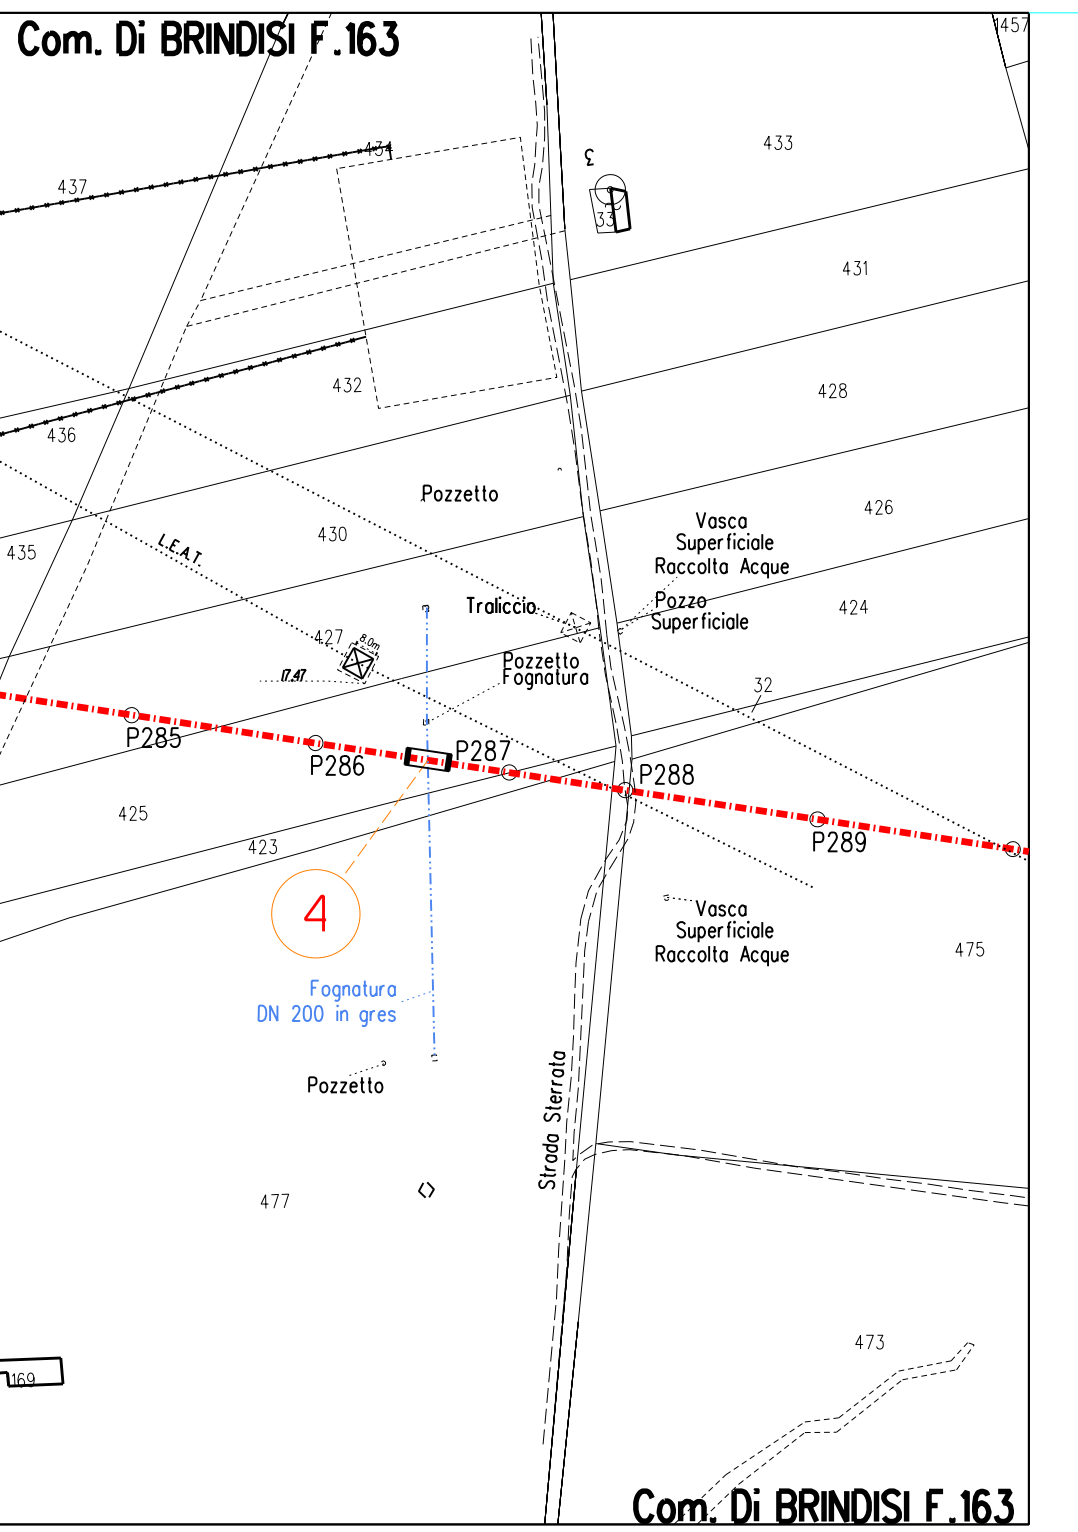 Com. Di BRINDISI F.163
1457
433
434
437
3
33
431
432
428
436
Pozzetto
426
Vasca
Superficiale
Raccolta Acque
430
L.E.A.T.
435
Traliccio
Pozzo
Superficiale
424
427
8.0m
17.47
Pozzetto
Fognatura
32
P285
P286
P287
P288
P289
425
423
4
Vasca
Superficiale
Raccolta Acque
475
Fognatura
DN 200 in gres
Pozzetto
Strada Sterrata
477
473
169
Com. Di BRINDISI F.163